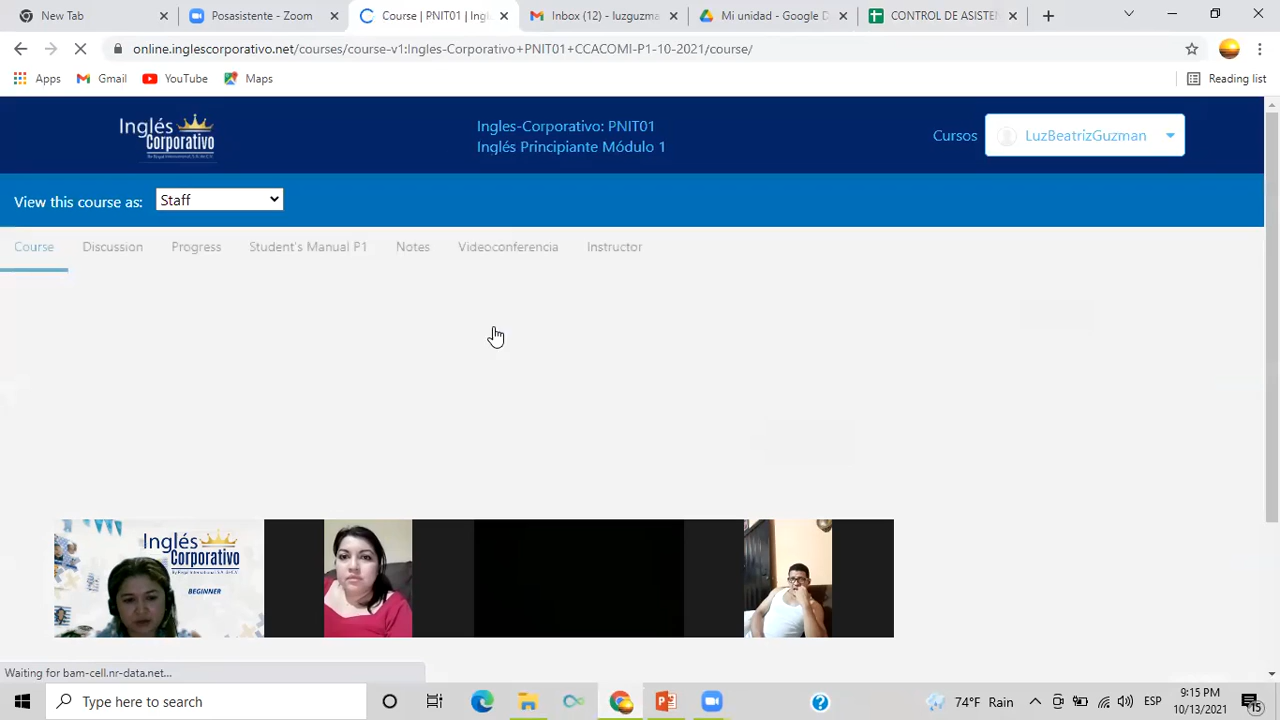 New Tab
Posasistente - Zoom
Course | PNIT01 | Ingl
Inbox (12) - luzguzma
Mi unidad - Google D
CONTROL DE ASISTEN
online.inglescorporativo.net/courses/course-v1:Ingles-Corporativo+PNIT01+CCACOMI-P1-10-2021/course/
Apps
Gmail
YouTube
Maps
Reading list
Inglés
Corporativo
Ingles-Corporativo: PNIT01
Inglés Principiante Módulo 1
Cursos
LuzBeatrizGuzman
View this course as:
Staff
Course
Discussion
Progress
Student's Manual P1
Notes
Videoconferencia
Instructor
Inglés
Corporativo
BEGINNER
Waiting for bam-cell.nr-data.net...
Type here to search
74°F Rain
ESP
9:15 PM
10/13/2021
15